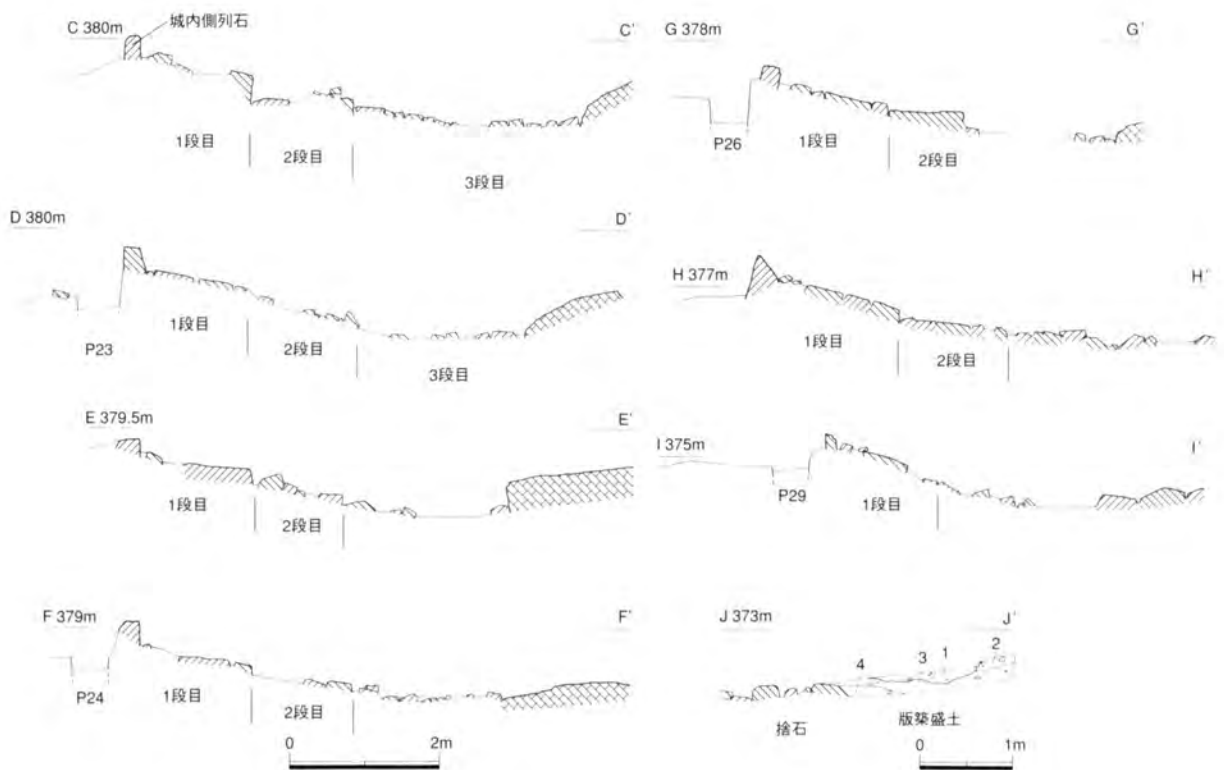 城内側列石
C 380m C´
1段目
2段目
3段目
D 380m D´
P23
1段目
2段目
3段目
E 379.5m E´
1段目
2段目
F 379m F´
P24
1段目
2段目
0 2m
G 378m G´
P26
1段目
2段目
H 377m H´
1段目
2段目
I 375m I´
P29
1段目
J 373m J´
4 3 1 2
捨石
版築盛土
0 1m